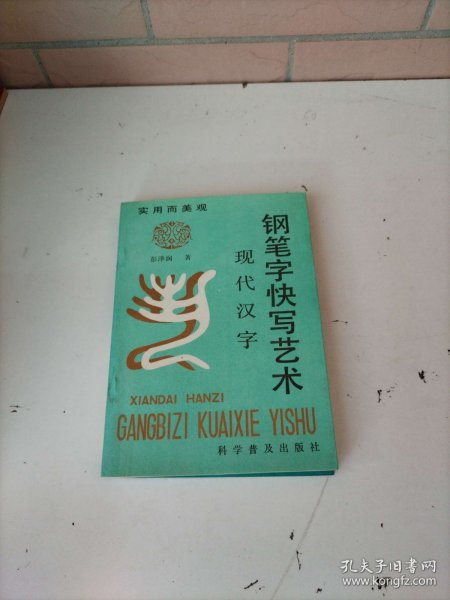 实用而美观
彭泽润 著
钢笔字快写艺术
现代汉字
XIANDAI HANZI
GANGBIZI KUAIXIE YISHU
科学普及出版社
孔夫子旧书网
www.kongfz.com